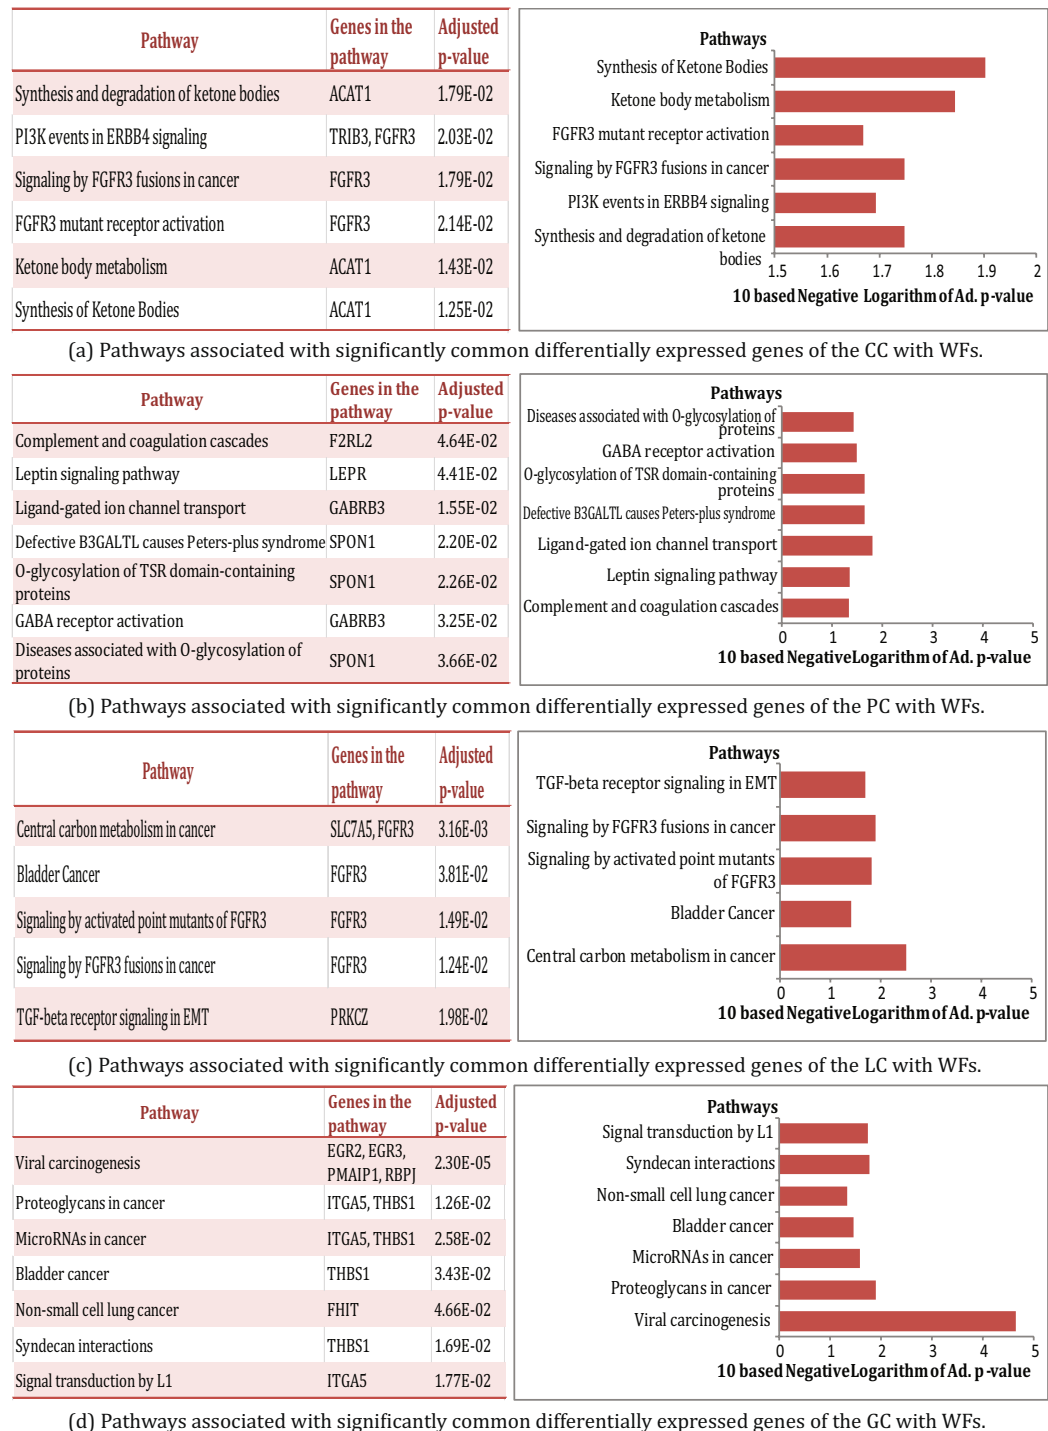 Pathway
Genes in the
pathway
Adjusted
p-value
Synthesis and degradation of ketone bodies ACAT1 1.79E-02
PI3K events in ERBB4 signaling TRIB3, FGFR3 2.03E-02
Signaling by FGFR3 fusions in cancer FGFR3 1.79E-02
FGFR3 mutant receptor activation FGFR3 2.14E-02
Ketone body metabolism ACAT1 1.43E-02
Synthesis of Ketone Bodies ACAT1 1.25E-02
Pathways
Synthesis of Ketone Bodies
Ketone body metabolism
FGFR3 mutant receptor activation
Signaling by FGFR3 fusions in cancer
PI3K events in ERBB4 signaling
Synthesis and degradation of ketone
bodies
1.5 1.6 1.7 1.8 1.9 2
10 based Negative Logarithm of Ad. p-value
(a) Pathways associated with significantly common differentially expressed genes of the CC with WFs.
Pathway
Genes in the
pathway
Adjusted
p-value
Complement and coagulation cascades F2RL2 4.64E-02
Leptin signaling pathway LEPR 4.41E-02
Ligand-gated ion channel transport GABRB3 1.55E-02
Defective B3GALTL causes Peters-plus syndrome SPON1 2.20E-02
O-glycosylation of TSR domain-containing
proteins SPON1 2.26E-02
GABA receptor activation GABRB3 3.25E-02
Diseases associated with O-glycosylation of
proteins SPON1 3.66E-02
Pathways
Diseases associated with O-glycosylation of
proteins
GABA receptor activation
O-glycosylation of TSR domain-containing
proteins
Defective B3GALTL causes Peters-plus syndrome
Ligand-gated ion channel transport
Leptin signaling pathway
Complement and coagulation cascades
0 1 2 3 4 5
10 based Negative Logarithm of Ad. p-value
(b) Pathways associated with significantly common differentially expressed genes of the PC with WFs.
Pathway
Genes in the
pathway
Adjusted
p-value
Central carbon metabolism in cancer SLC7A5, FGFR3 3.16E-03
Bladder Cancer FGFR3 3.81E-02
Signaling by activated point mutants of FGFR3 FGFR3 1.49E-02
Signaling by FGFR3 fusions in cancer FGFR3 1.24E-02
TGF-beta receptor signaling in EMT PRKCZ 1.98E-02
Pathways
TGF-beta receptor signaling in EMT
Signaling by FGFR3 fusions in cancer
Signaling by activated point mutants
of FGFR3
Bladder Cancer
Central carbon metabolism in cancer
0 1 2 3 4 5
10 based Negative Logarithm of Ad. p-value
(c) Pathways associated with significantly common differentially expressed genes of the LC with WFs.
Pathway
Genes in the
pathway
Adjusted
p-value
Viral carcinogenesis EGR2, EGR3,
PMAIP1, RBPJ 2.30E-05
Proteoglycans in cancer ITGA5, THBS1 1.26E-02
MicroRNAs in cancer ITGA5, THBS1 2.58E-02
Bladder cancer THBS1 3.43E-02
Non-small cell lung cancer FHIT 4.66E-02
Syndecan interactions THBS1 1.69E-02
Signal transduction by L1 ITGA5 1.77E-02
Pathways
Signal transduction by L1
Syndecan interactions
Non-small cell lung cancer
Bladder cancer
MicroRNAs in cancer
Proteoglycans in cancer
Viral carcinogenesis
0 1 2 3 4 5
10 based Negative Logarithm of Ad. p -value
(d) Pathways associated with significantly common differentially expressed genes of the GC with WFs.